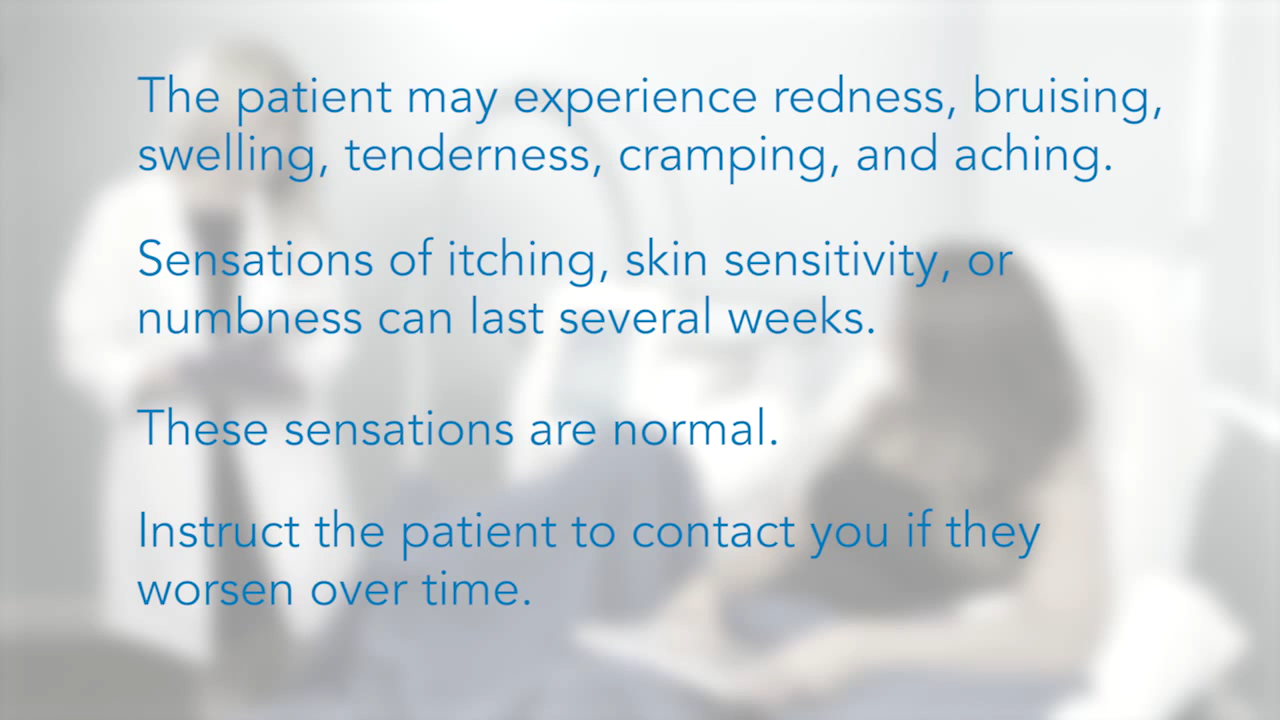 The patient may experience redness, bruising,
swelling, tenderness, cramping, and aching.
Sensations of itching, skin sensitivity, or
numbness can last several weeks.
These sensations are normal.
Instruct the patient to contact you if they
worsen over time.